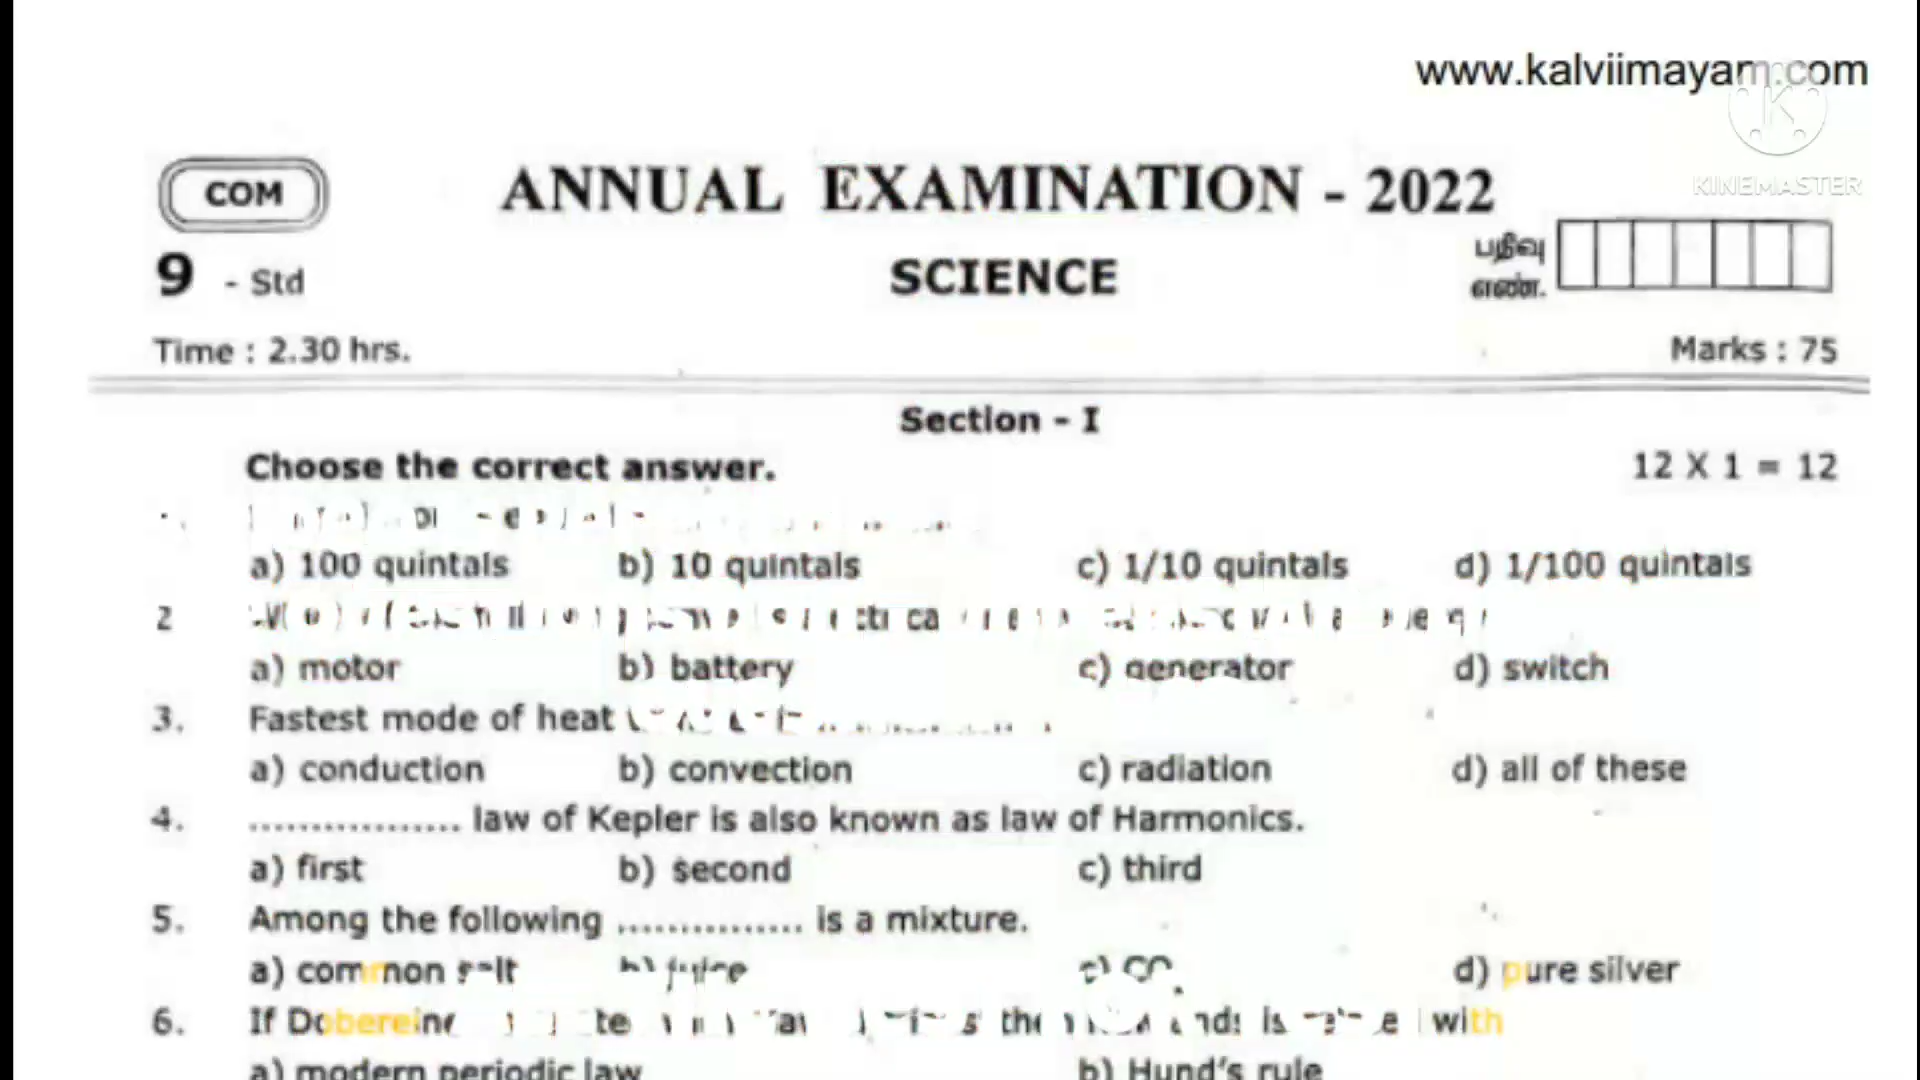 www.kalviimayam.com
KINEMASTER
COM
ANNUAL EXAMINATION - 2022
9 - Std
SCIENCE
பதிவு
எண்.
Time : 2.30 hrs.
Marks : 75
Section - I
Choose the correct answer.
12 X 1 = 12
a) 100 quintals b) 10 quintals c) 1/10 quintals d) 1/100 quintals
2
a) motor b) battery c) generator d) switch
3. Fastest mode of heat
a) conduction b) convection c) radiation d) all of these
4. ................. law of Kepler is also known as law of Harmonics.
a) first b) second c) third
5. Among the following ............... is a mixture.
a) common salt b) juice c) d) pure silver
6. If with
a) modern periodic law b) Hund's rule